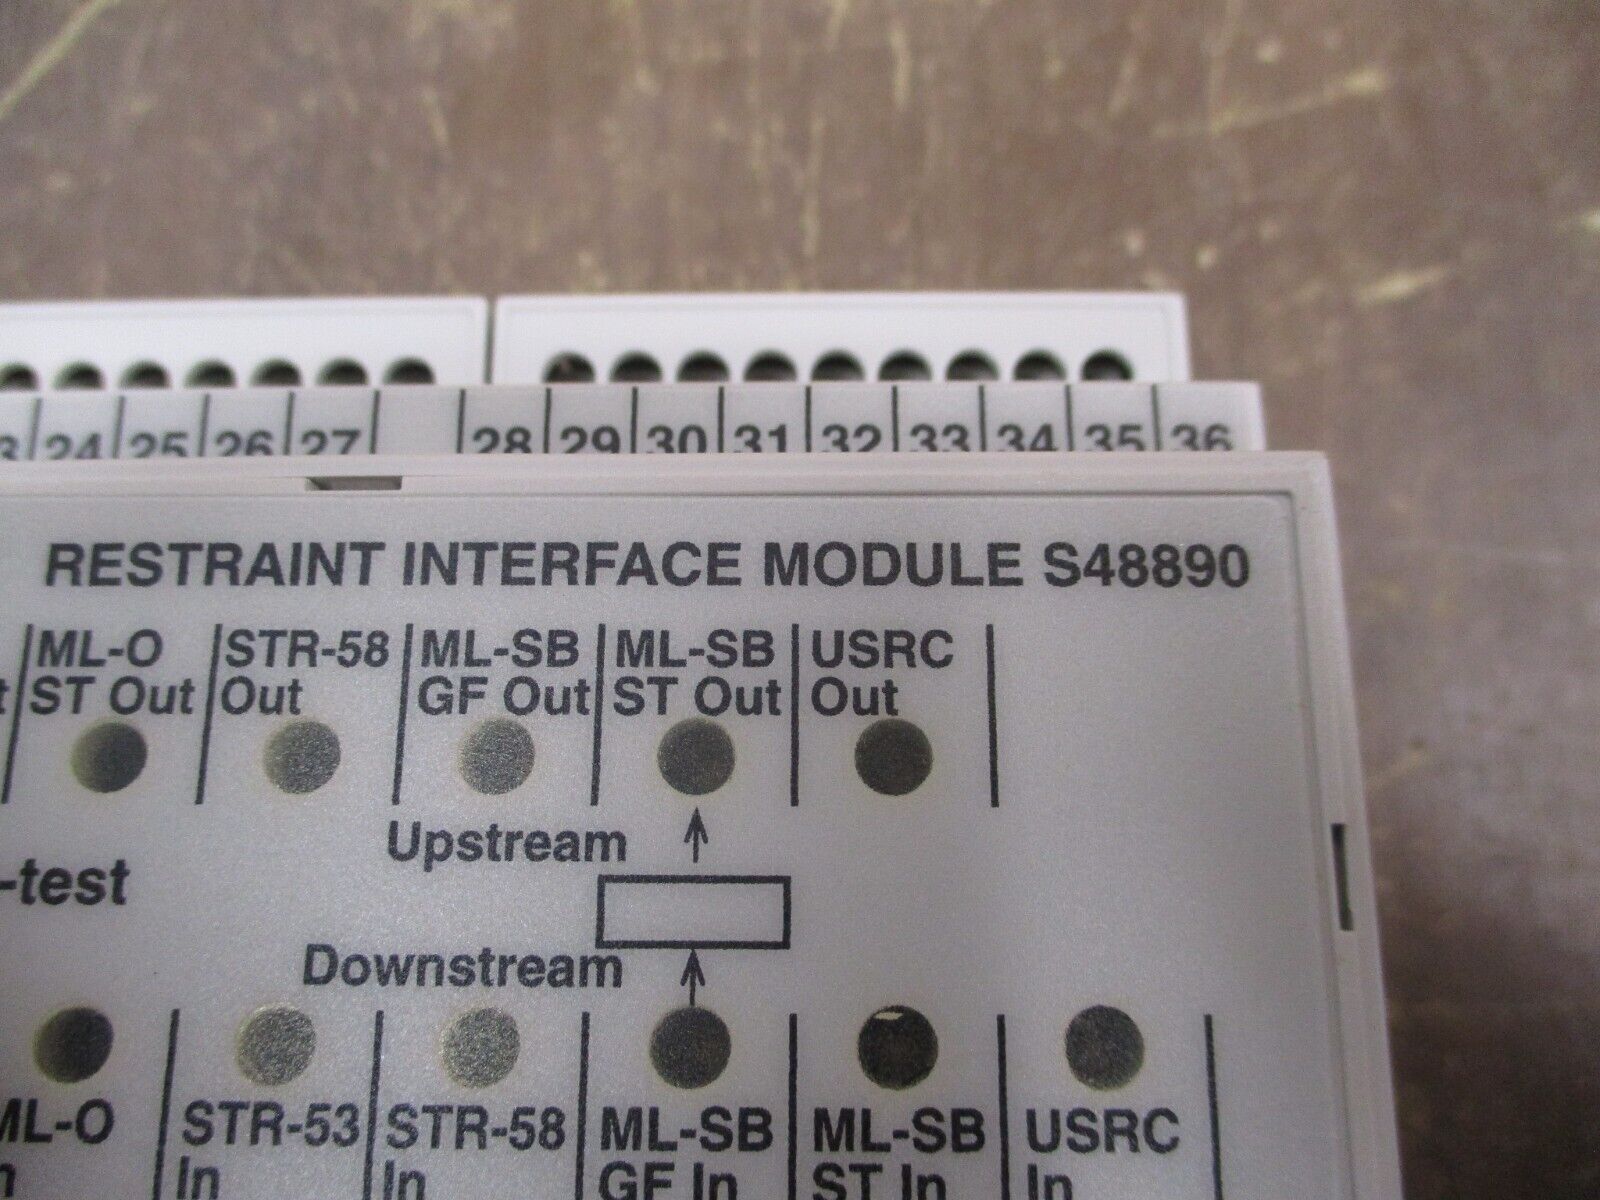 24 25 26 27 28 29 30 31 32 33 34 35 36
RESTRAINT INTERFACE MODULE S48890
ML-O STR-58 ML-SB ML-SB USRC
ST Out Out GF Out ST Out Out
Upstream
-test
Downstream
ML-O STR-53 STR-58 ML-SB ML-SB USRC
In In GF In ST In In